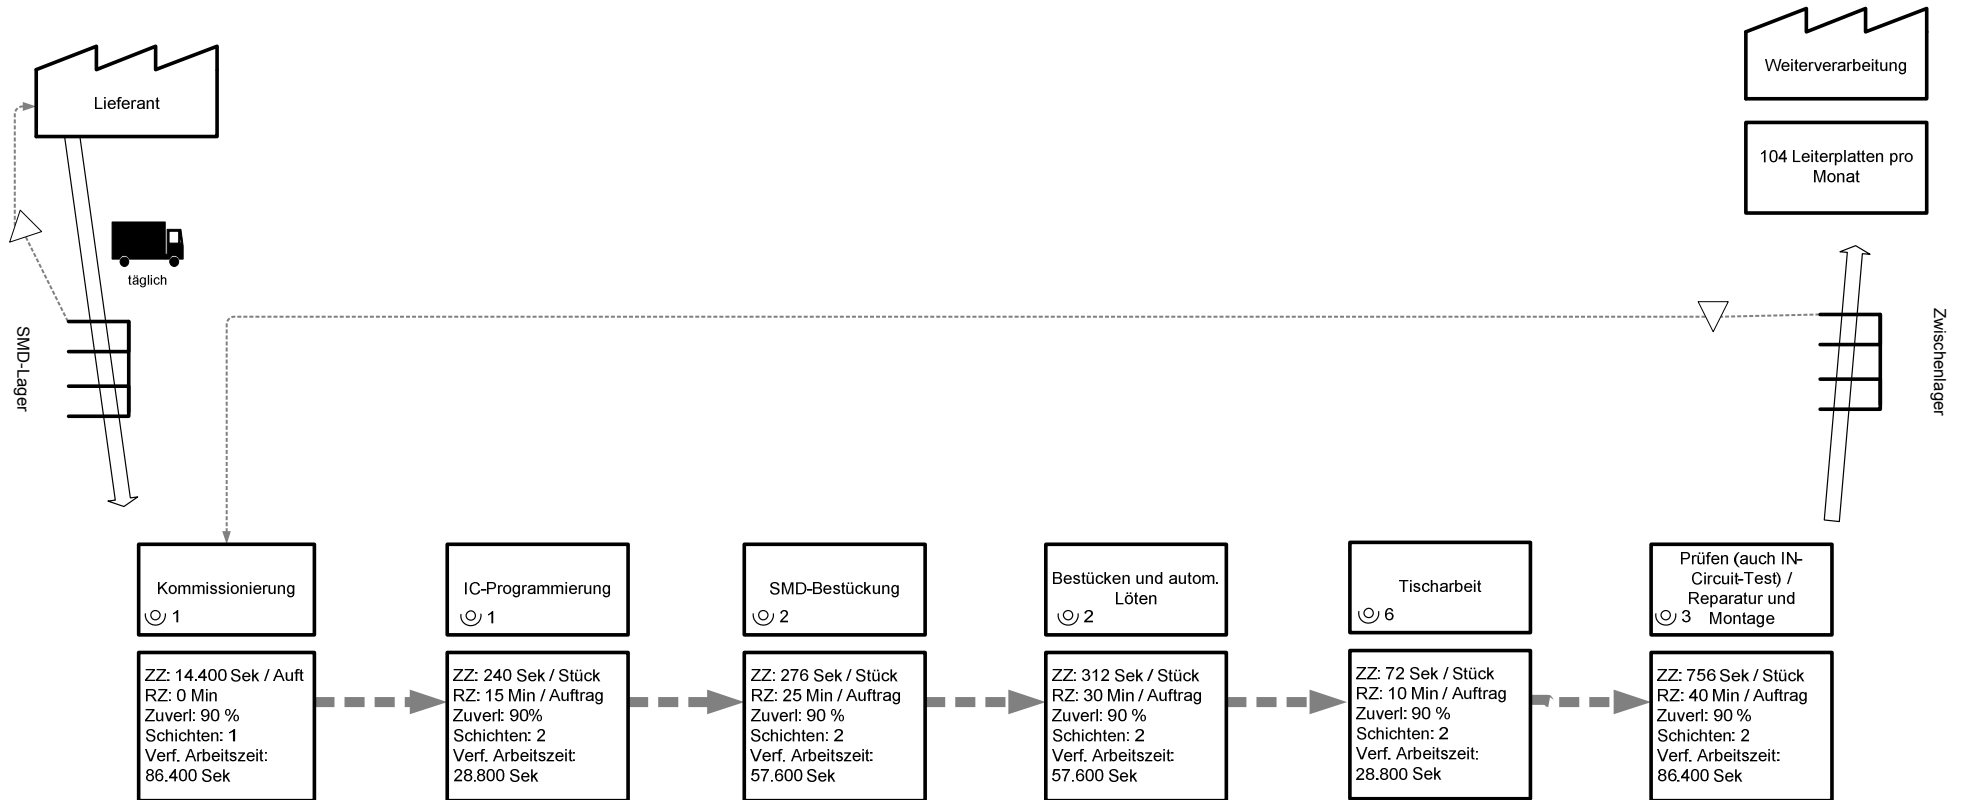 Lieferant
Weiterverarbeitung
104 Leiterplatten pro
Monat
täglich
SMD-Lager
Zwischenlager
Kommissionierung
1
IC-Programmierung
1
SMD-Bestückung
2
Bestücken und autom.
Löten
2
Tischarbeit
6
Prüfen (auch IN-
Circuit-Test) /
Reparatur und
3 Montage
ZZ: 14.400 Sek / Auft
RZ: 0 Min
Zuverl: 90 %
Schichten: 1
Verf. Arbeitszeit:
86.400 Sek
ZZ: 240 Sek / Stück
RZ: 15 Min / Auftrag
Zuverl: 90%
Schichten: 2
Verf. Arbeitszeit:
28.800 Sek
ZZ: 276 Sek / Stück
RZ: 25 Min / Auftrag
Zuverl: 90 %
Schichten: 2
Verf. Arbeitszeit:
57.600 Sek
ZZ: 312 Sek / Stück
RZ: 30 Min / Auftrag
Zuverl: 90 %
Schichten: 2
Verf. Arbeitszeit:
57.600 Sek
ZZ: 72 Sek / Stück
RZ: 10 Min / Auftrag
Zuverl: 90 %
Schichten: 2
Verf. Arbeitszeit:
28.800 Sek
ZZ: 756 Sek / Stück
RZ: 40 Min / Auftrag
Zuverl: 90 %
Schichten: 2
Verf. Arbeitszeit:
86.400 Sek